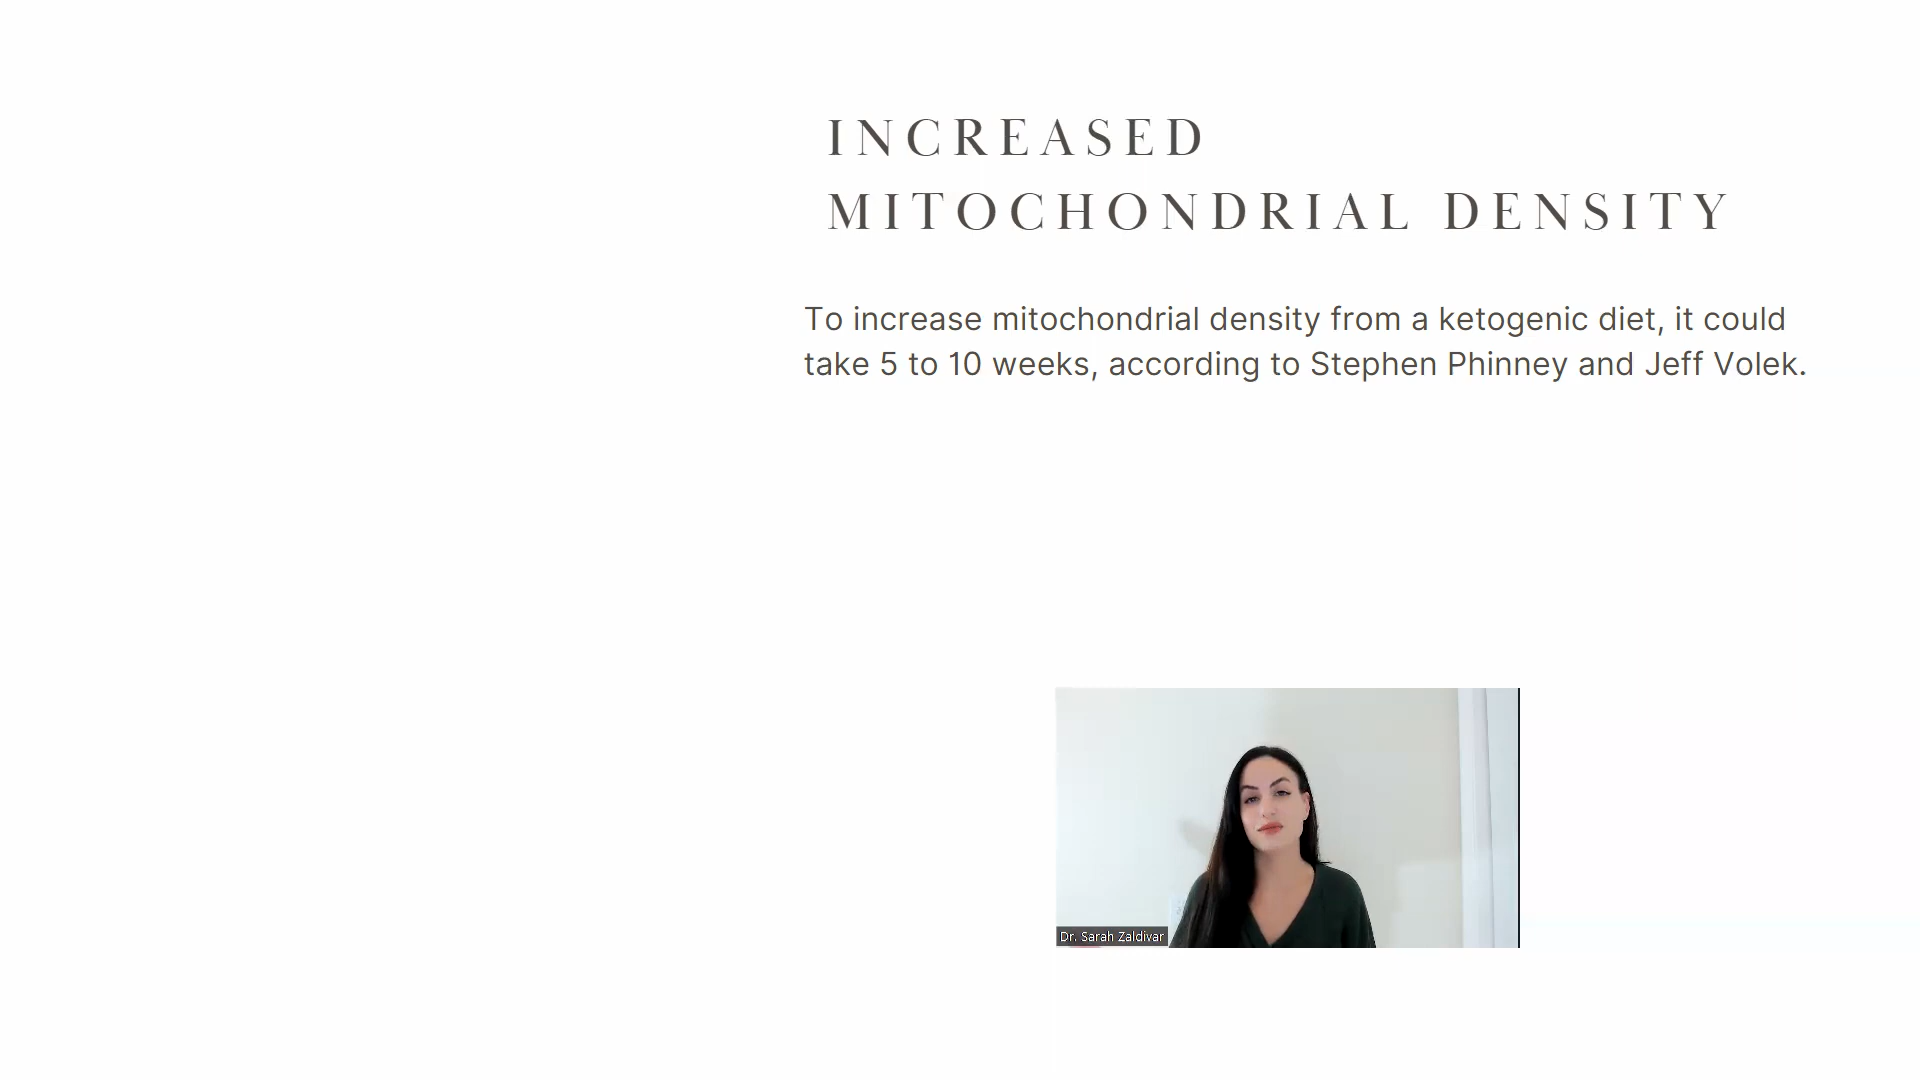 INCREASED
MITOCHONDRIAL DENSITY
To increase mitochondrial density from a ketogenic diet, it could
take 5 to 10 weeks, according to Stephen Phinney and Jeff Volek.
Dr. Sarah Zaldivar